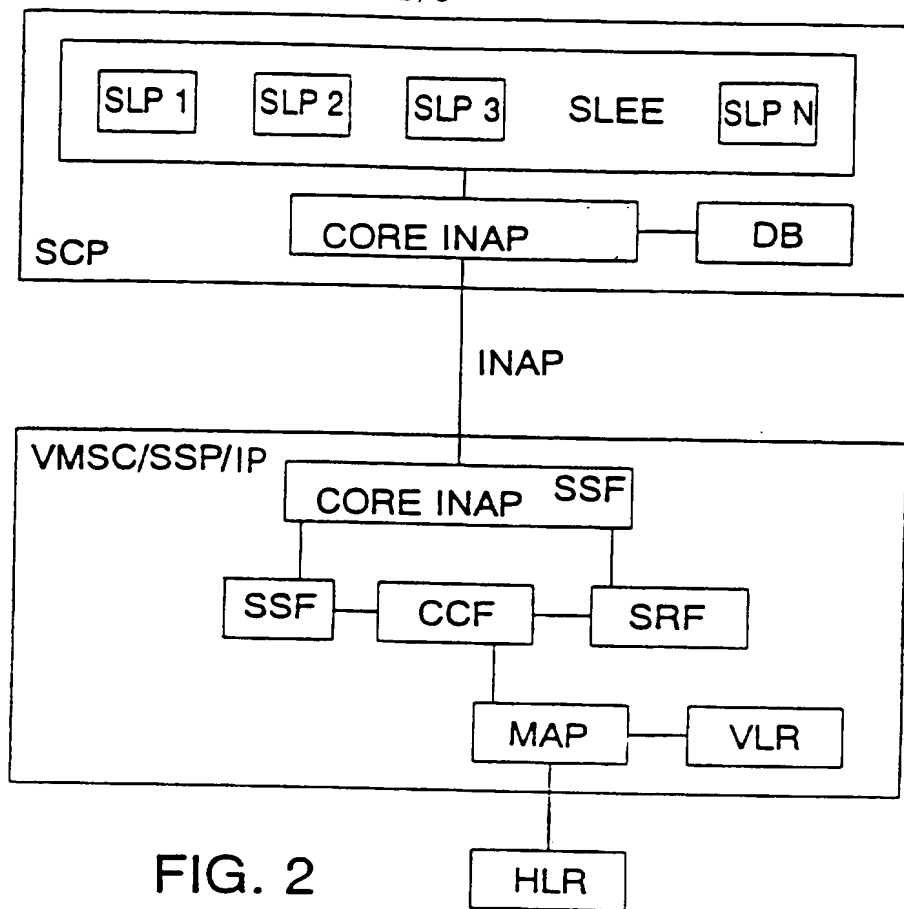 SLP 1
SLP 2
SLP 3
SLEE
SLP N
CORE INAP
DB
SCP
INAP
VMSC/SSP/IP
SSF
CORE INAP
SSF
CCF
SRF
MAP
VLR
HLR
FIG. 2